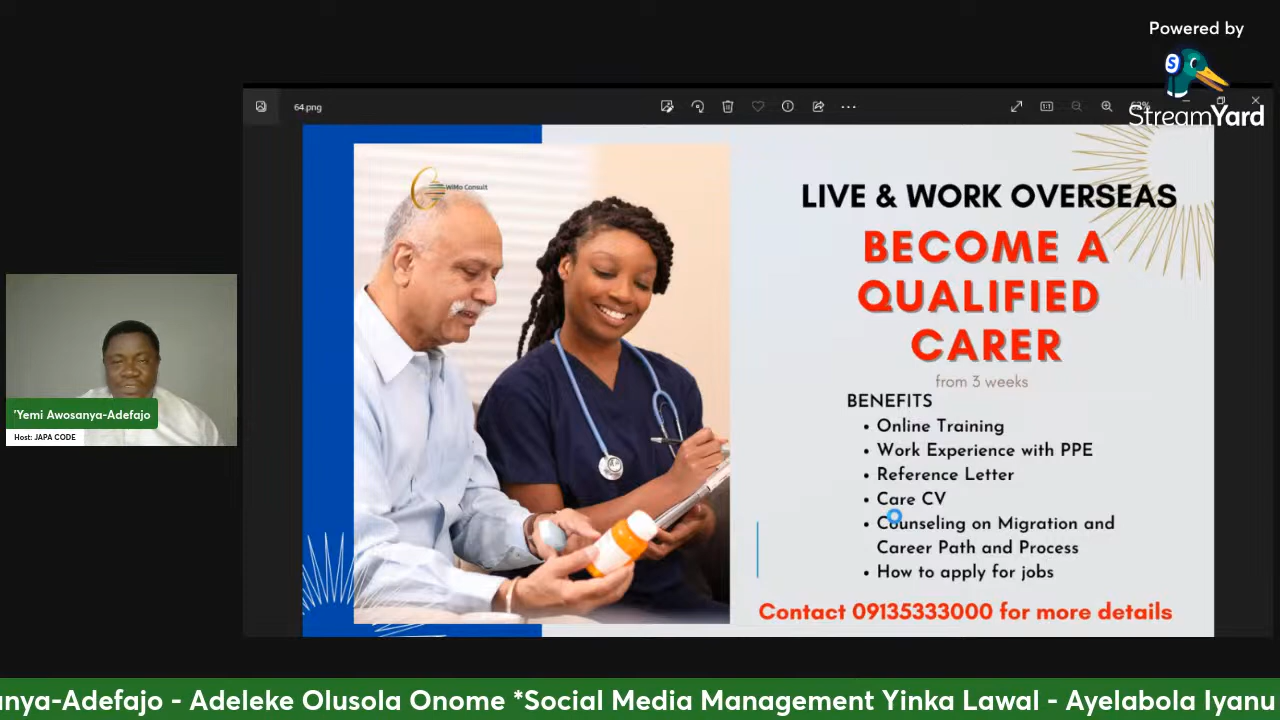 Powered by
StreamYard
64.png
WiMo Consult
LIVE & WORK OVERSEAS
BECOME A
QUALIFIED
CARER
from 3 weeks
BENEFITS
• Online Training
• Work Experience with PPE
• Reference Letter
• Care CV
• Counseling on Migration and
Career Path and Process
• How to apply for jobs
Contact 09135333000 for more details
'Yemi Awosanya-Adefajo
Host: JAPA CODE
anya-Adefajo - Adeleke Olusola Onome *Social Media Management Yinka Lawal - Ayelabola Iyanu